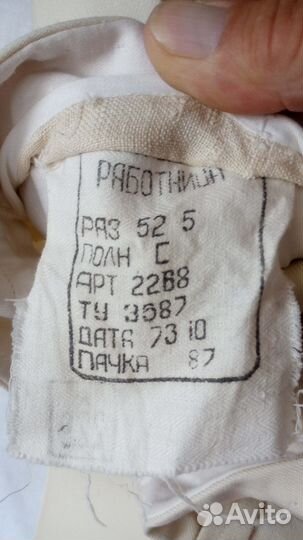 РАБОТНИЦА
РАЗ 52 5
ПОЛН С
АРТ 2268
ТУ 3587
ДАТА 73 10
ПАЧКА 87
Avito